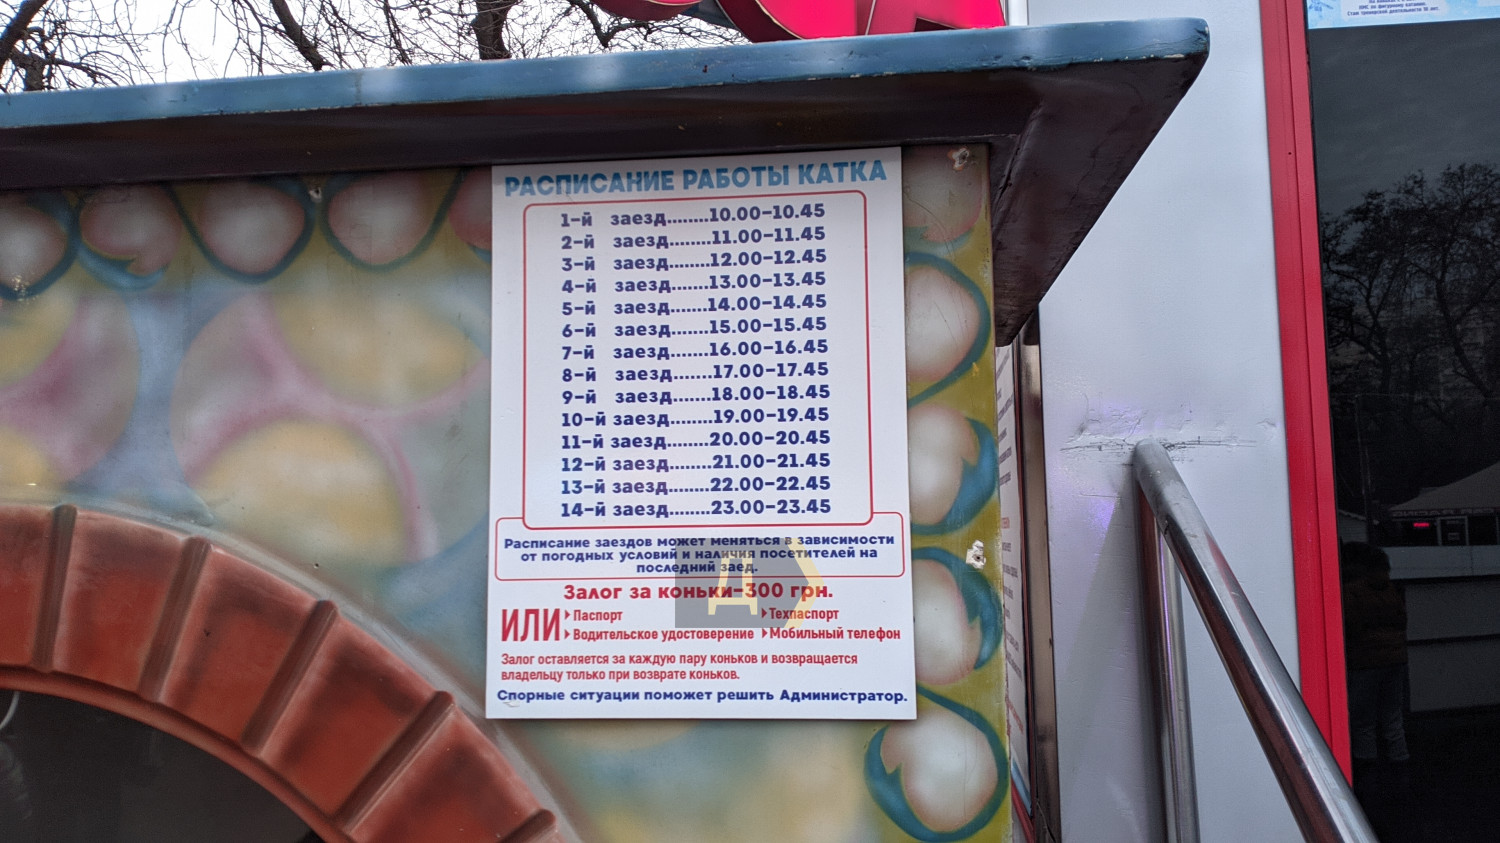 РАСПИСАНИЕ РАБОТЫ КАТКА
1-й заезд........10.00-10.45
2-й заезд........11.00-11.45
3-й заезд........12.00-12.45
4-й заезд.......13.00-13.45
5-й заезд.......14.00-14.45
6-й заезд.......15.00-15.45
7-й заезд.......16.00-16.45
8-й заезд.......17.00-17.45
9-й заезд.......18.00-18.45
10-й заезд........19.00-19.45
11-й заезд........20.00-20.45
12-й заезд........21.00-21.45
13-й заезд........22.00-22.45
14-й заезд........23.00-23.45
Расписание заездов может меняться в зависимости
от погодных условий и наличия посетителей на
последний заед.
Залог за коньки-300 грн.
ИЛИ
Паспорт
Техпаспорт
Водительское удостоверение
Мобильный телефон
Залог оставляется за каждую пару коньков и возвращается
владельцу только при возврате коньков.
Спорные ситуации поможет решить Администратор.
Д